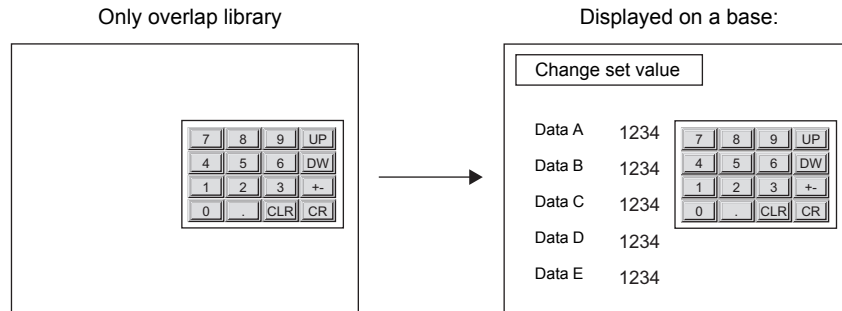 Only overlap library
7 8 9 UP
4 5 6 DW
1 2 3 +-
0 . CLR CR
Displayed on a base:
Change set value
Data A 1234
Data B 1234
Data C 1234
Data D 1234
Data E 1234
7 8 9 UP
4 5 6 DW
1 2 3 +-
0 . CLR CR